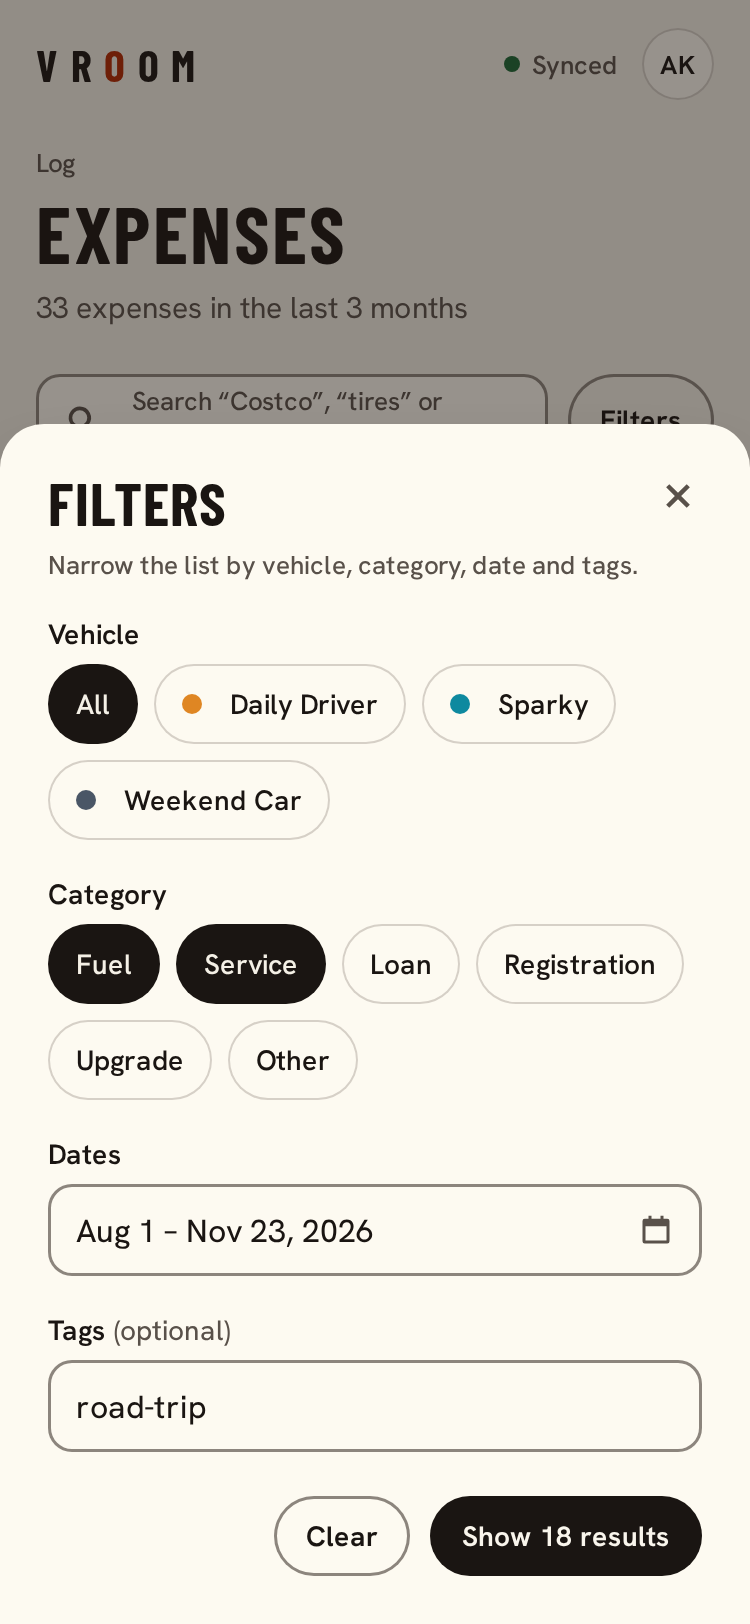 VROOM
Synced
AK
Log
EXPENSES
33 expenses in the last 3 months
Search “Costco”, “tires” or
Filters
FILTERS
Narrow the list by vehicle, category, date and tags.
Vehicle
All
Daily Driver
Sparky
Weekend Car
Category
Fuel
Service
Loan
Registration
Upgrade
Other
Dates
Aug 1 – Nov 23, 2026
Tags (optional)
road-trip
Clear
Show 18 results